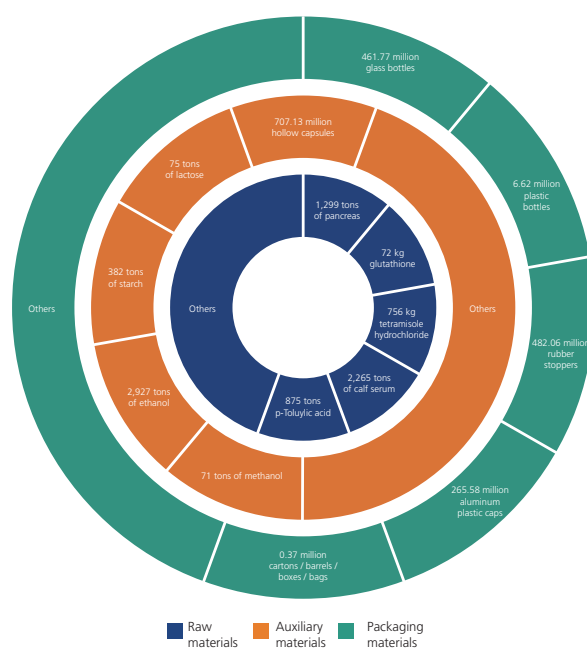 461.77 million
glass bottles
6.62 million
plastic
bottles
482.06 million
rubber
stoppers
265.58 million
aluminum
plastic caps
0.37 million
cartons / barrels /
boxes / bags
Others
707.13 million
hollow capsules
Others
71 tons of methanol
2,927 tons
of ethanol
382 tons
of starch
75 tons
of lactose
1,299 tons
of pancreas
72 kg
glutathione
756 kg
tetramisole
hydrochloride
2,265 tons
of calf serum
875 tons
p-Toluylic acid
Others
Raw
materials
Auxiliary
materials
Packaging
materials